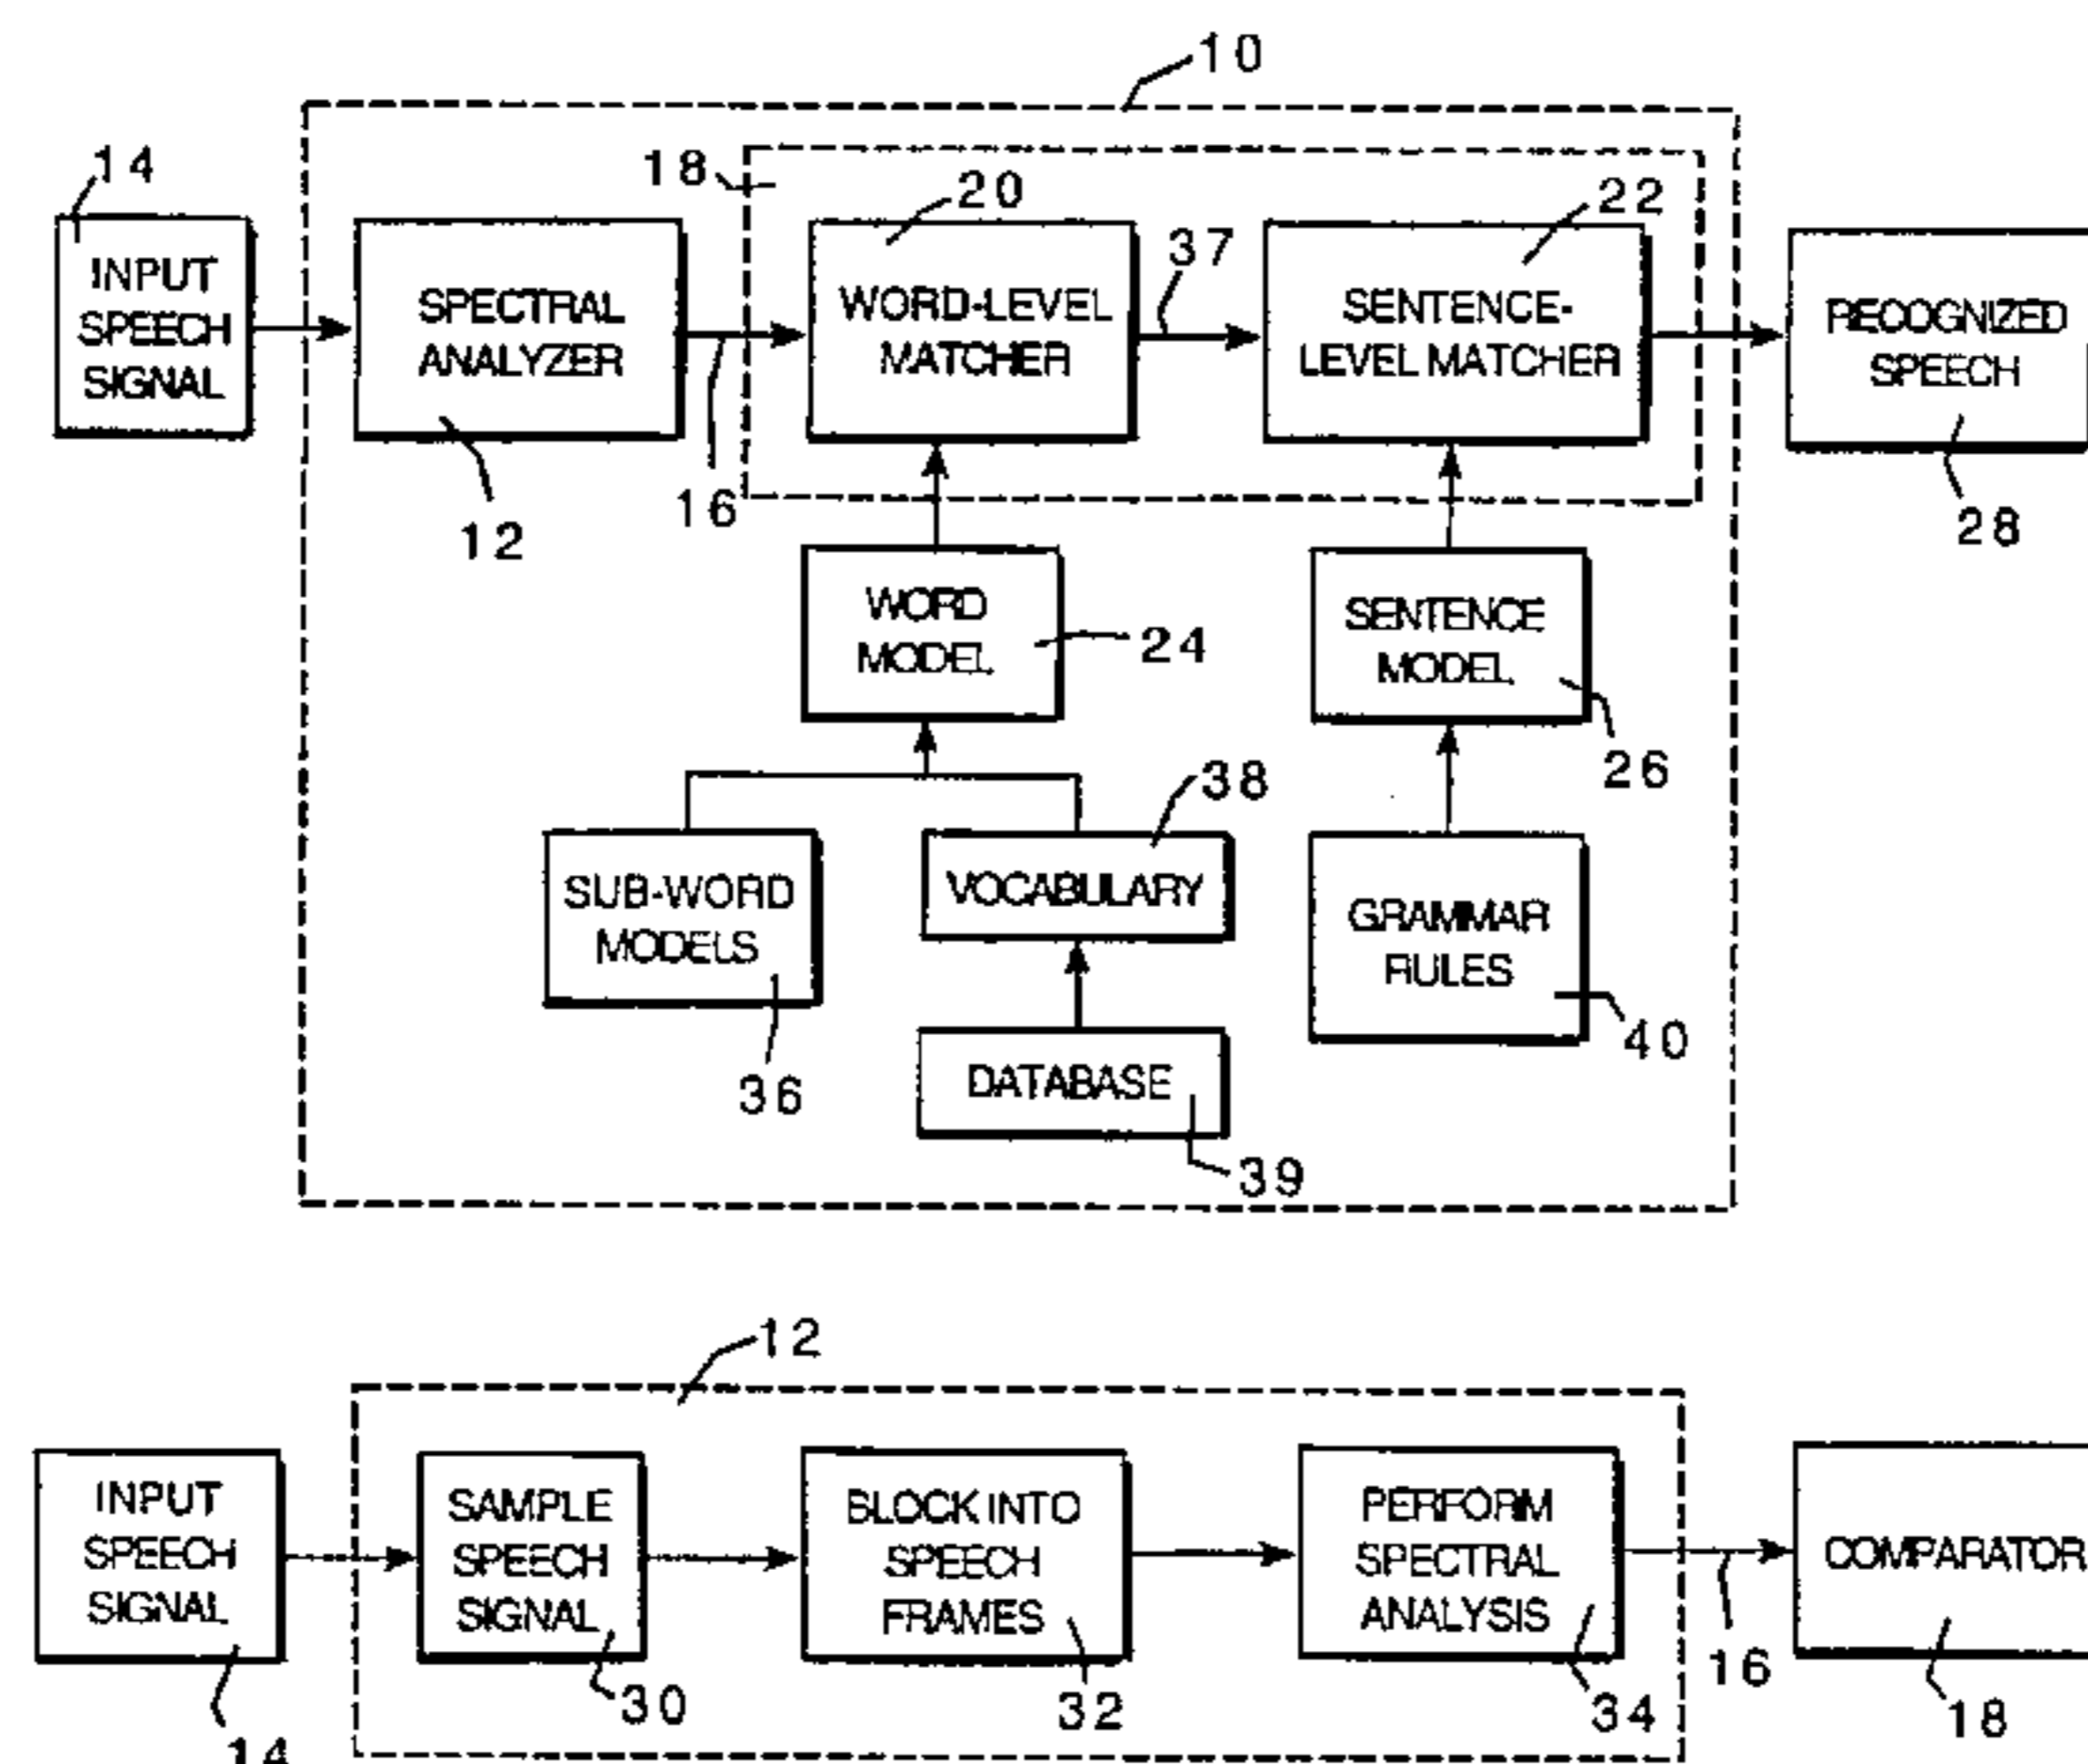 10
14
18
20
22
37
INPUT
SPEECH
SIGNAL
SPECTRAL
ANALYZER
WORD-LEVEL
MATCHER
SENTENCE-
LEVEL MATCHER
RECOGNIZED
SPEECH
12
16
28
WORD
MODEL
24
SENTENCE
MODEL
26
38
SUB-WORD
MODELS
VOCABULARY
GRAMMAR
RULES
36
40
DATABASE
39
12
INPUT
SPEECH
SIGNAL
SAMPLE
SPEECH
SIGNAL
BLOCK INTO
SPEECH
FRAMES
PERFORM
SPECTRAL
ANALYSIS
COMPARATOR
14
30
32
34
16
18